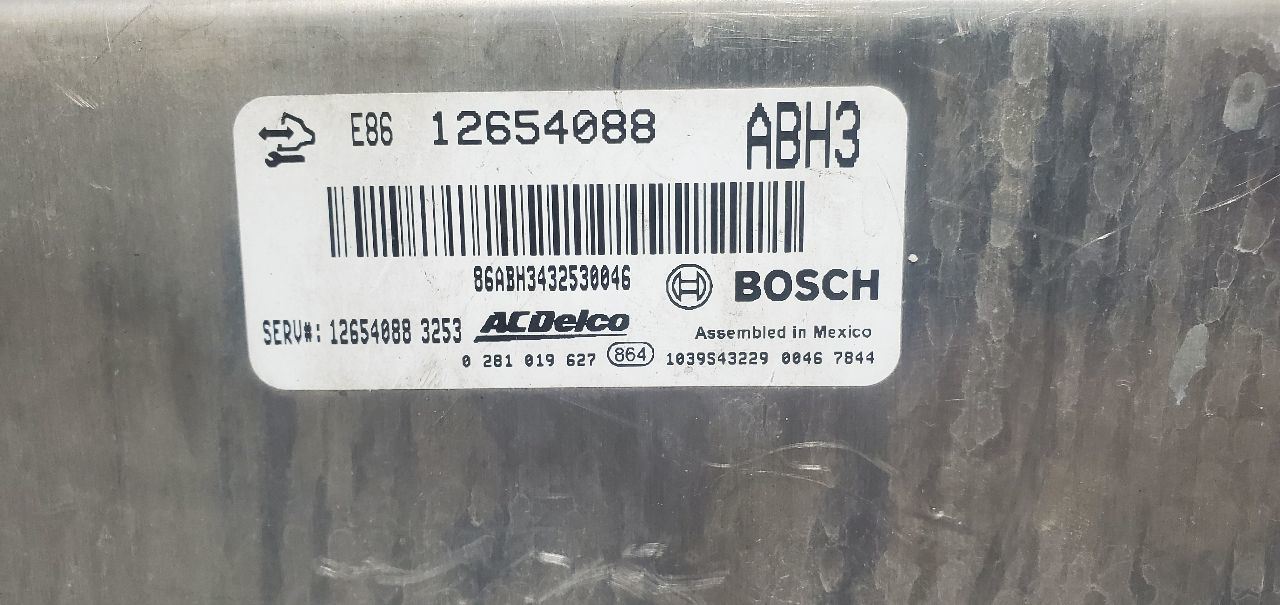 E86 12654088 ABH3
86ABH3432530046
BOSCH
SERV#: 12654088 3253 ACDelco
Assembled in Mexico
0 281 019 627 864 1039S43229 0046 7844